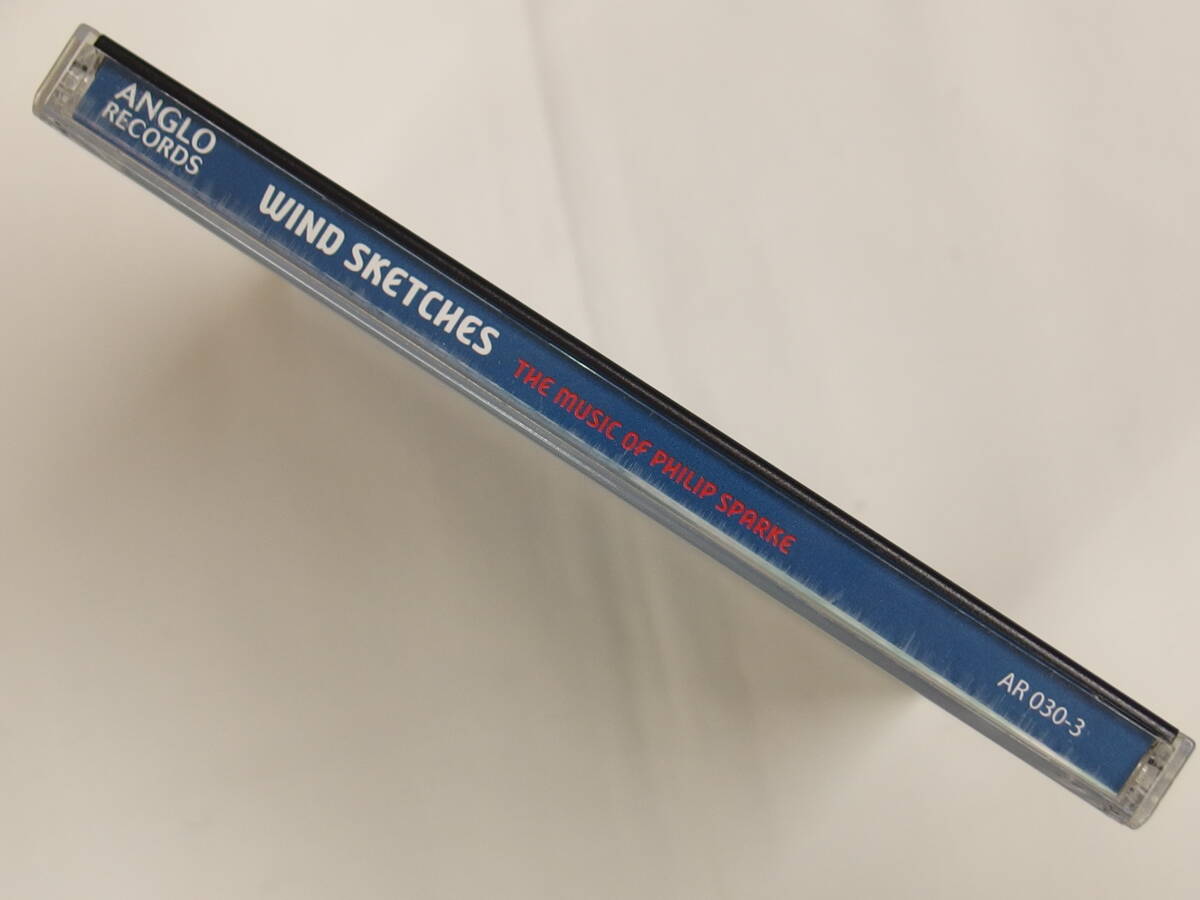 ANGLO
RECORDS
WIND SKETCHES
THE MUSIC OF PHILIP SPARKE
AR 030-3